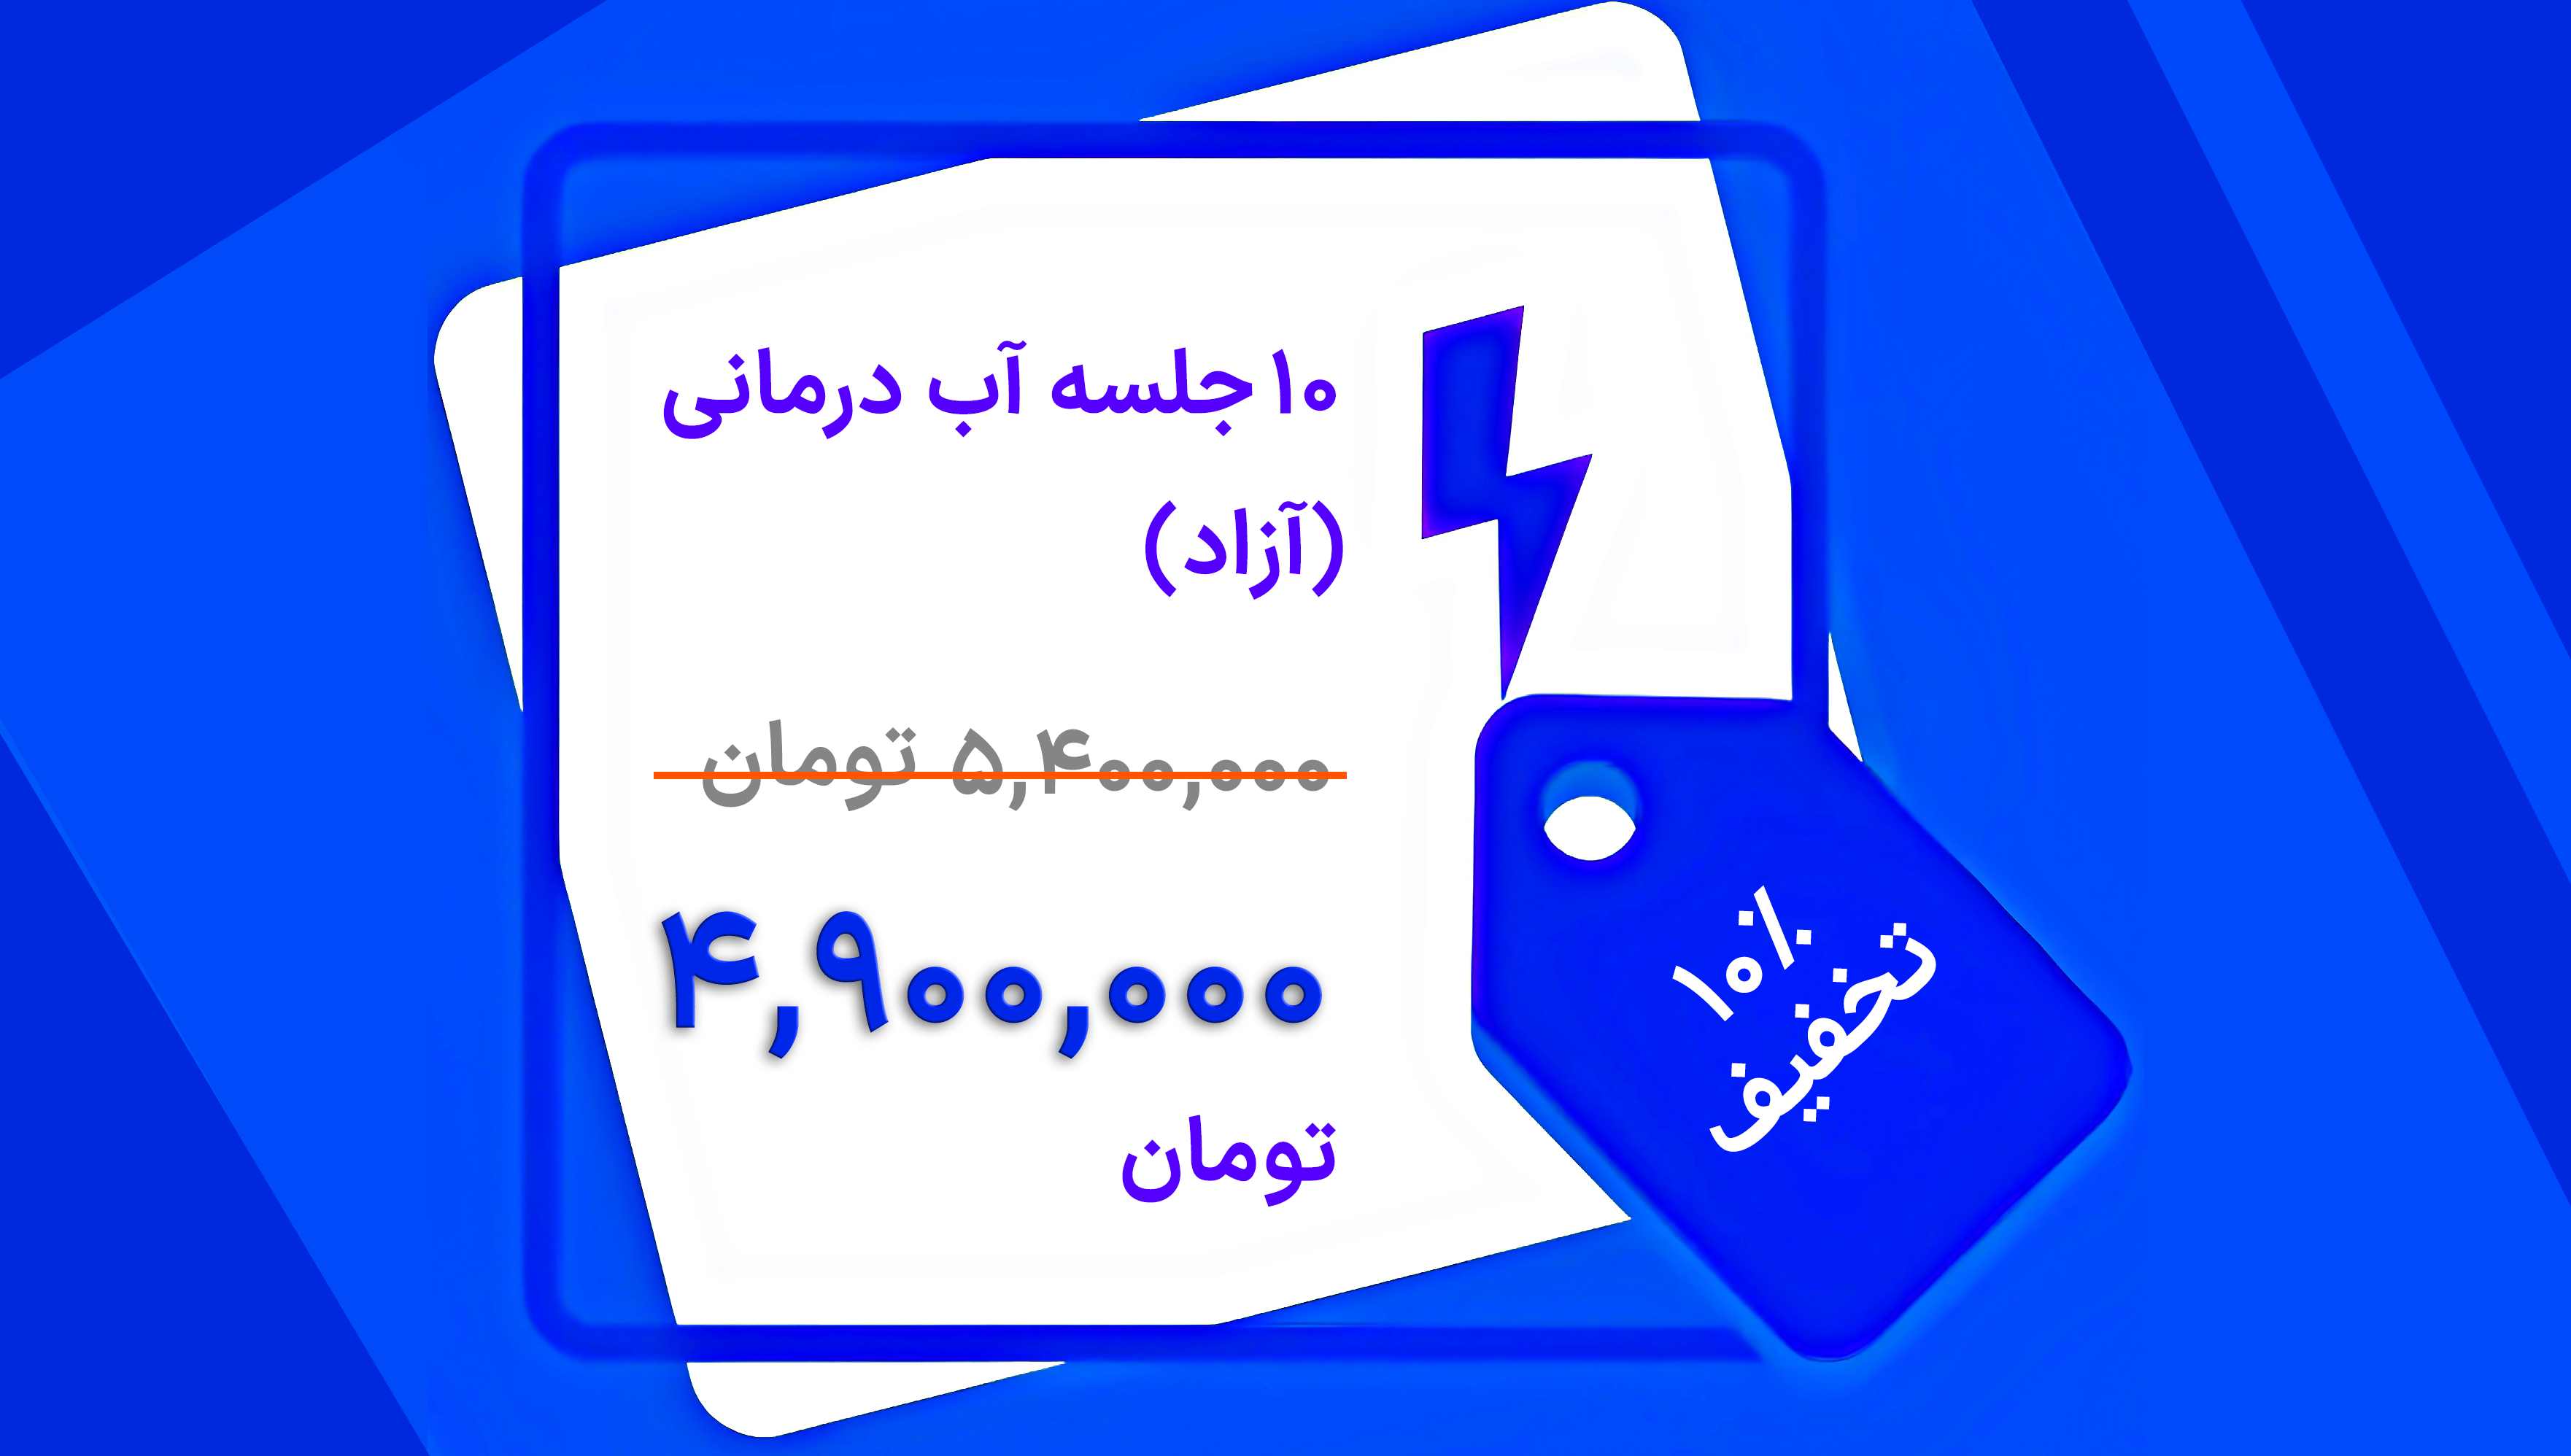 ۱۰ جلسه آب درمانی
(آزاد)
۵,۴۰۰,۰۰۰ تومان
۴,۹۰۰,۰۰۰
تومان
۱۰٪
تخفیف